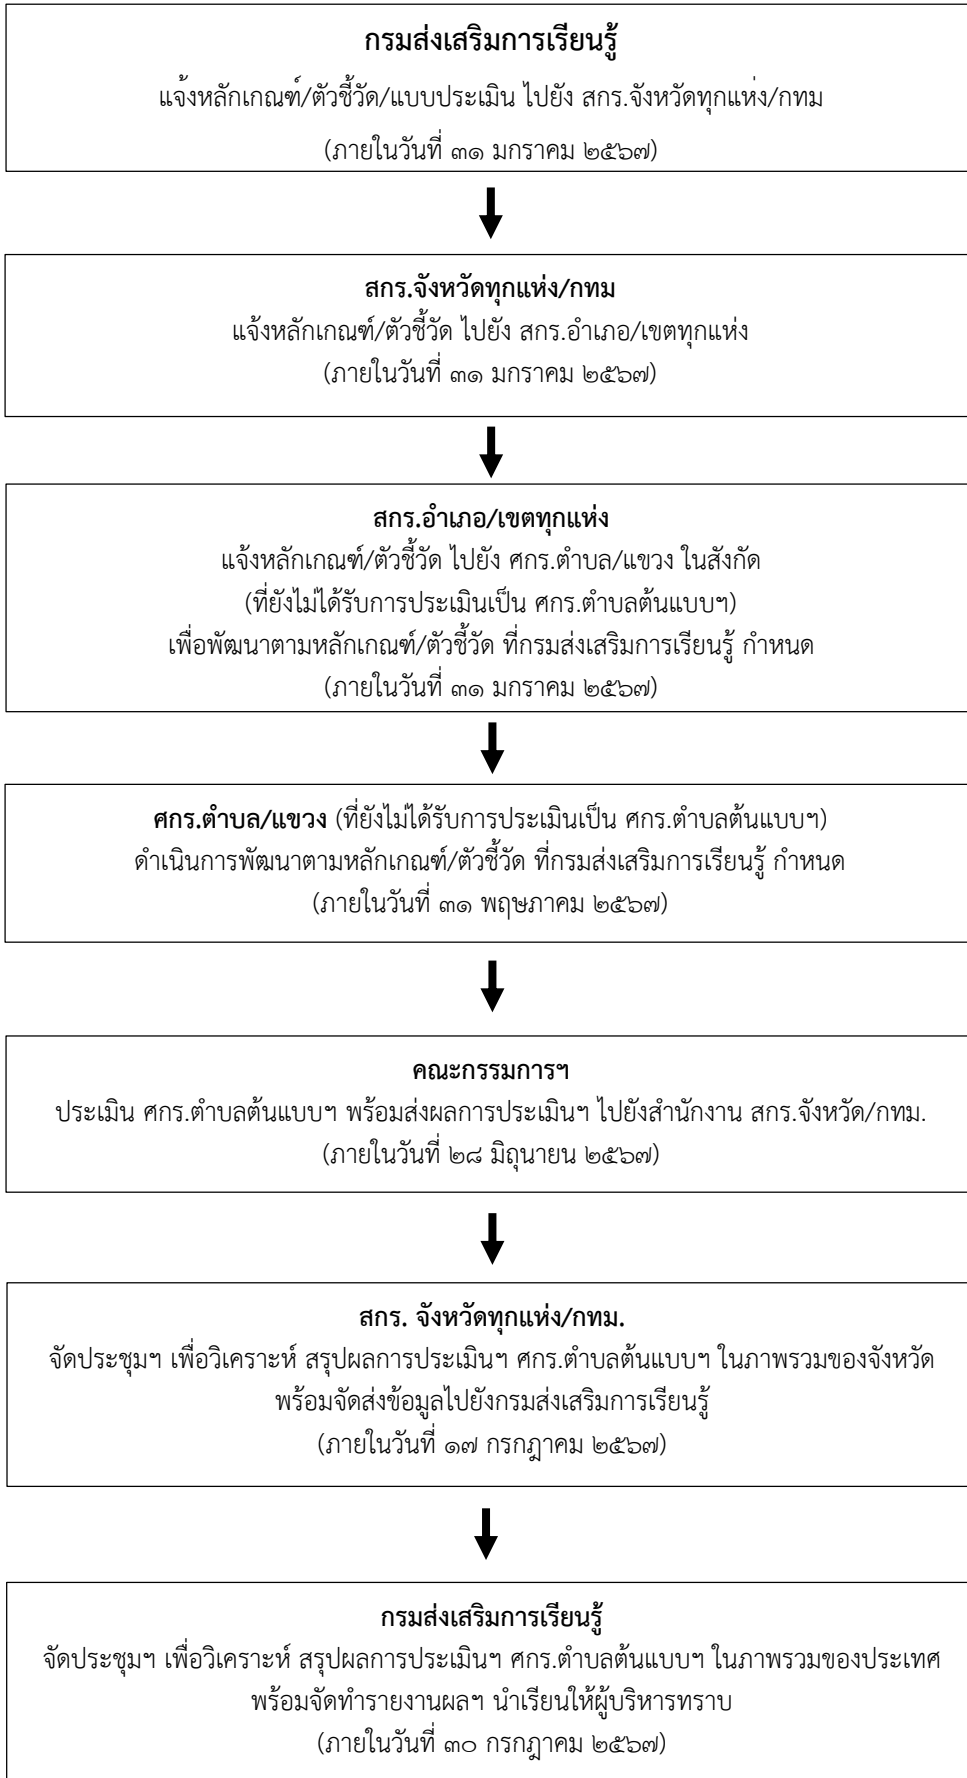 กรมส่งเสริมการเรียนรู้
แจ้งหลักเกณฑ์/ตัวชี้วัด/แบบประเมิน ไปยัง สกร.จังหวัดทุกแห่ง/กทม
(ภายในวันที่ ๓๑ มกราคม ๒๕๖๗)
สกร.จังหวัดทุกแห่ง/กทม
แจ้งหลักเกณฑ์/ตัวชี้วัด ไปยัง สกร.อำเภอ/เขตทุกแห่ง
(ภายในวันที่ ๓๑ มกราคม ๒๕๖๗)
สกร.อำเภอ/เขตทุกแห่ง
แจ้งหลักเกณฑ์/ตัวชี้วัด ไปยัง ศกร.ตำบล/แขวง ในสังกัด
(ที่ยังไม่ได้รับการประเมินเป็น ศกร.ตำบลต้นแบบฯ)
เพื่อพัฒนาตามหลักเกณฑ์/ตัวชี้วัด ที่กรมส่งเสริมการเรียนรู้ กำหนด
(ภายในวันที่ ๓๑ มกราคม ๒๕๖๗)
ศกร.ตำบล/แขวง (ที่ยังไม่ได้รับการประเมินเป็น ศกร.ตำบลต้นแบบฯ)
ดำเนินการพัฒนาตามหลักเกณฑ์/ตัวชี้วัด ที่กรมส่งเสริมการเรียนรู้ กำหนด
(ภายในวันที่ ๓๑ พฤษภาคม ๒๕๖๗)
คณะกรรมการฯ
ประเมิน ศกร.ตำบลต้นแบบฯ พร้อมส่งผลการประเมินฯ ไปยังสำนักงาน สกร.จังหวัด/กทม.
(ภายในวันที่ ๒๘ มิถุนายน ๒๕๖๗)
สกร. จังหวัดทุกแห่ง/กทม.
จัดประชุมฯ เพื่อวิเคราะห์ สรุปผลการประเมินฯ ศกร.ตำบลต้นแบบฯ ในภาพรวมของจังหวัด
พร้อมจัดส่งข้อมูลไปยังกรมส่งเสริมการเรียนรู้
(ภายในวันที่ ๑๗ กรกฎาคม ๒๕๖๗)
กรมส่งเสริมการเรียนรู้
จัดประชุมฯ เพื่อวิเคราะห์ สรุปผลการประเมินฯ ศกร.ตำบลต้นแบบฯ ในภาพรวมของประเทศ
พร้อมจัดทำรายงานผลฯ นำเรียนให้ผู้บริหารทราบ
(ภายในวันที่ ๓๐ กรกฎาคม ๒๕๖๗)